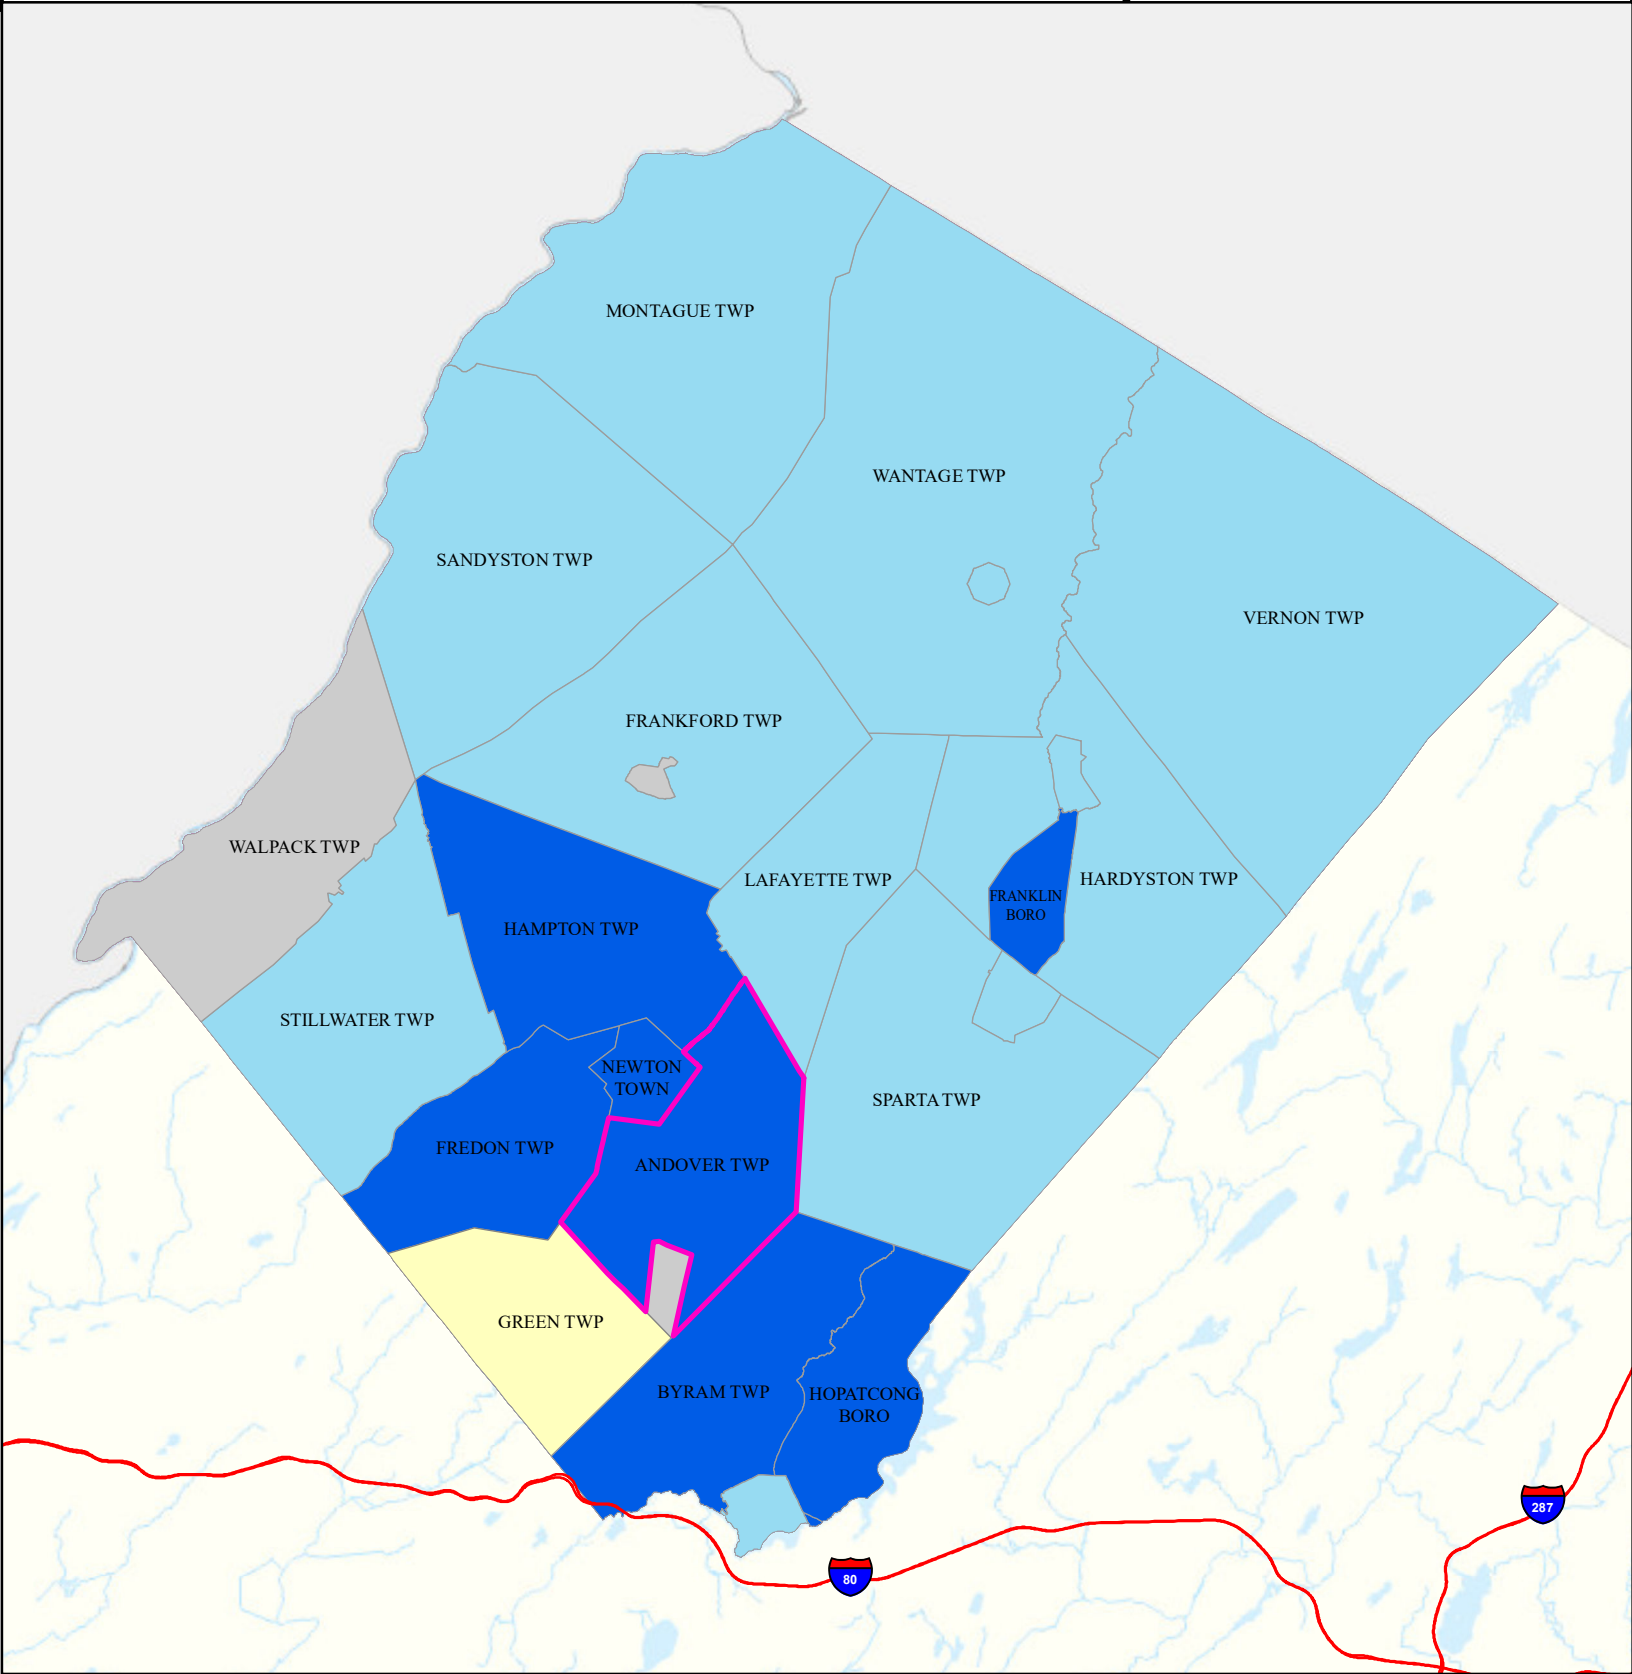 MONTAGUE TWP
WANTAGE TWP
SANDYSTON TWP
VERNON TWP
FRANKFORD TWP
WALPACK TWP
LAFAYETTE TWP
HARDYSTON TWP
FRANKLIN
BORO
HAMPTON TWP
STILLWATER TWP
NEWTON
TOWN
SPARTA TWP
FREDON TWP
ANDOVER TWP
GREEN TWP
BYRAM TWP
HOPATCONG
BORO
287
80